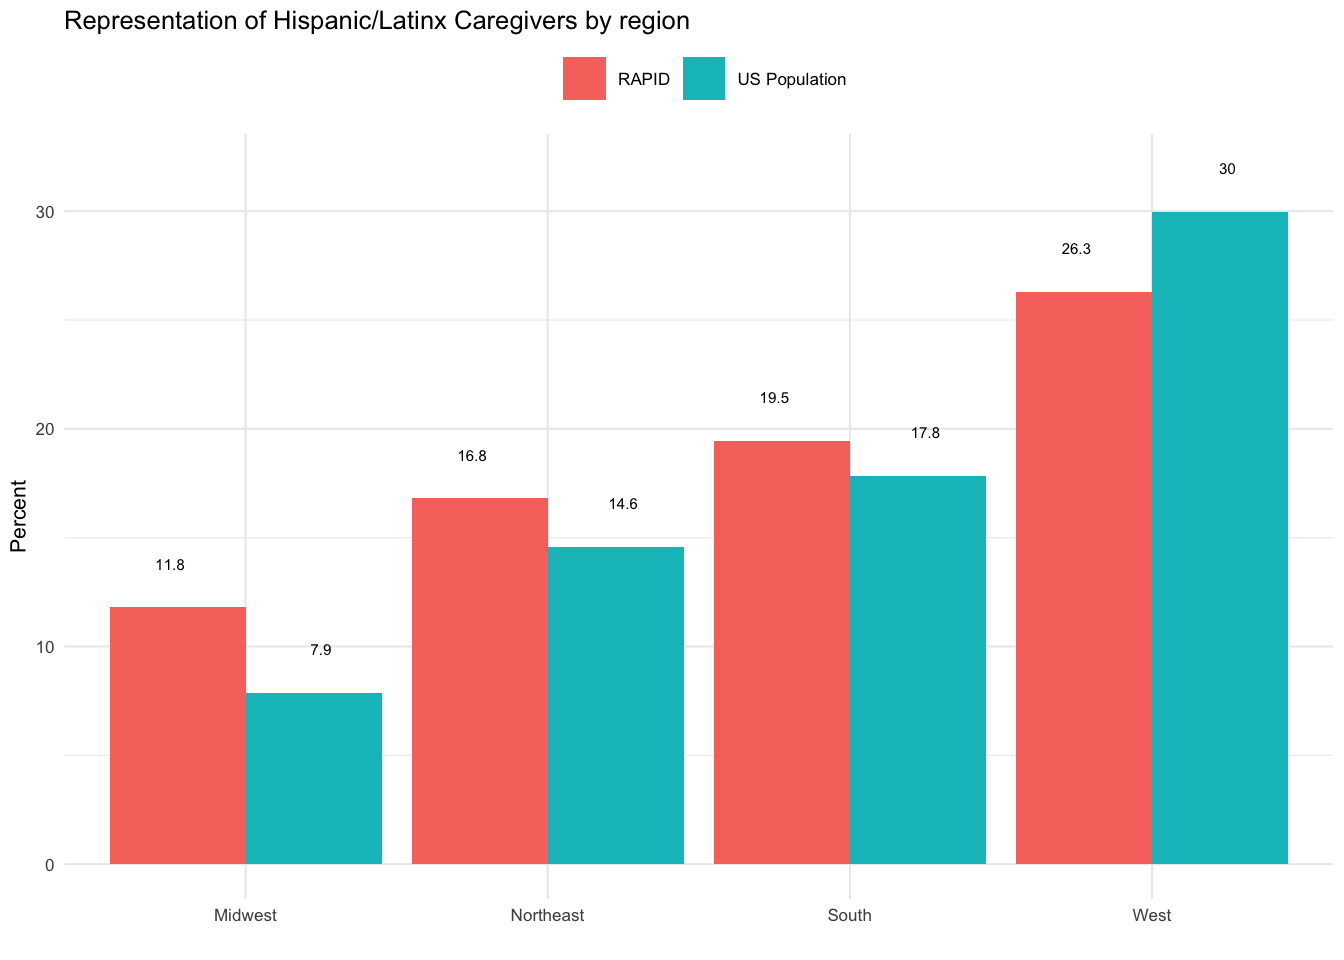 Representation of Hispanic/Latinx Caregivers by region
RAPID
US Population
Percent
30
20
10
0
11.8
7.9
16.8
14.6
19.5
17.8
26.3
30
Midwest
Northeast
South
West